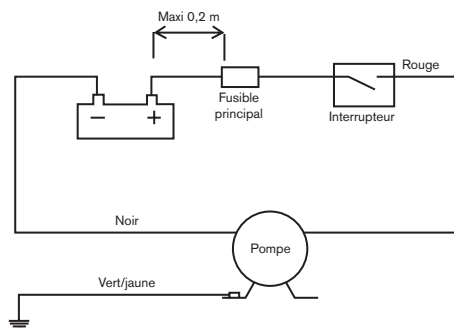 Maxi 0,2 m
Rouge
− +
Fusible
principal
Interrupteur
Noir
Pompe
Vert/jaune